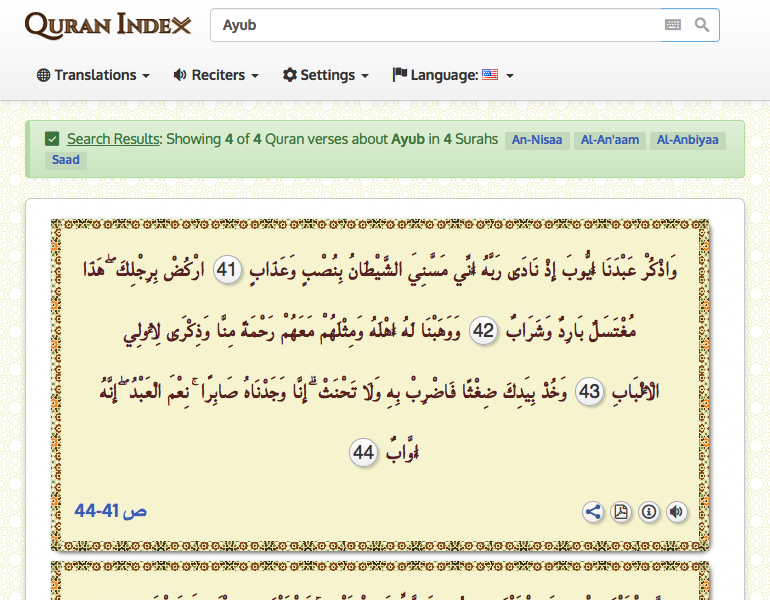 QURAN INDEX
Ayub
Translations Reciters Settings Language:
Search Results: Showing 4 of 4 Quran verses about Ayub in 4 Surahs An-Nisaa Al-An'aam Al-Anbiyaa
Saad
وَاذْكُرْ عَبْدَنَا أَيُّوبَ إِذْ نَادَى رَبَّهُ أَنِّي مَسَّنِيَ الشَّيْطَانُ بِنُصْبٍ وَعَذَابٍ 41 ارْكُضْ بِرِجْلِكَ ۖ هَذَا
مُغْتَسَلٌ بَارِدٌ وَشَرَابٌ 42 وَوَهَبْنَا لَهُ أَهْلَهُ وَمِثْلَهُمْ مَعَهُمْ رَحْمَةً مِنَّا وَذِكْرَى لِأُولِي
الْأَلْبَابِ 43 وَخُذْ بِيَدِكَ ضِغْثًا فَاضْرِبْ بِهِ وَلَا تَحْنَثْ ۗ إِنَّا وَجَدْنَاهُ صَابِرًا ۚ نِعْمَ الْعَبْدُ ۖ إِنَّهُ
أَوَّابٌ 44
ص 41-44